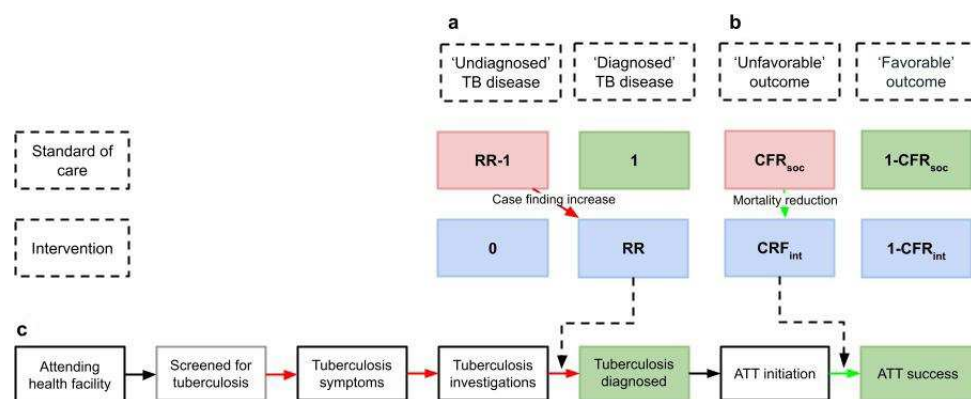 a
b
'Undiagnosed'
TB disease
'Diagnosed'
TB disease
'Unfavorable'
outcome
'Favorable'
outcome
Standard of
care
RR-1
1
CFRsoc
1-CFRsoc
Case finding increase
Mortality reduction
Intervention
0
RR
CRFint
1-CFRint
c
Attending
health facility
Screened for
tuberculosis
Tuberculosis
symptoms
Tuberculosis
investigations
Tuberculosis
diagnosed
ATT initiation
ATT success